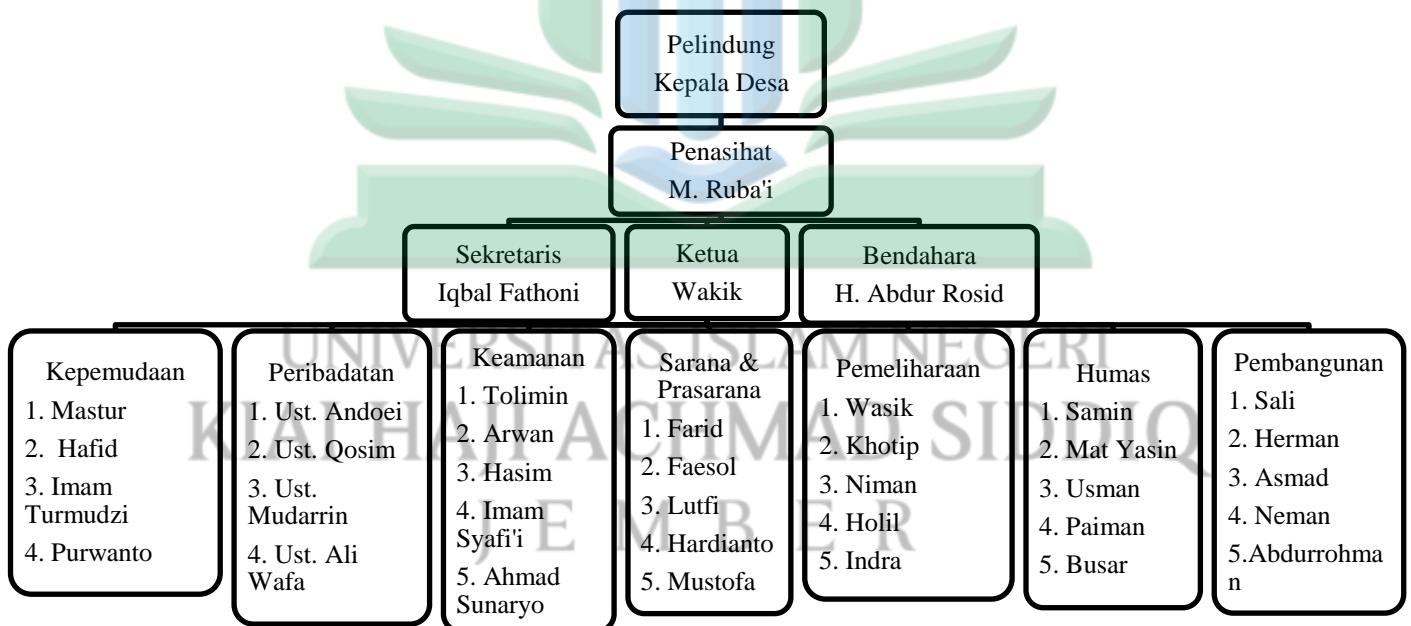 Pelindung
Kepala Desa
Penasihat
M. Ruba'i
Sekretaris
Iqbal Fathoni
Ketua
Wakik
Bendahara
H. Abdur Rosid
Kepemudaan
1. Mastur
2. Hafid
3. Imam
Turmudzi
4. Purwanto
Peribadatan
1. Ust. Andoei
2. Ust. Qosim
3. Ust.
Mudarrin
4. Ust. Ali
Wafa
Keamanan
1. Tolimin
2. Arwan
3. Hasim
4. Imam
Syafi'i
5. Ahmad
Sunaryo
Sarana &
Prasarana
1. Farid
2. Faesol
3. Lutfi
4. Hardianto
5. Mustofa
Pemeliharaan
1. Wasik
2. Khotip
3. Niman
4. Holil
5. Indra
Humas
1. Samin
2. Mat Yasin
3. Usman
4. Paiman
5. Busar
Pembangunan
1. Sali
2. Herman
3. Asmad
4. Neman
5.Abdurrohma
n
UNIVERSITAS ISLAM NEGERI
KIAI HAJI ACHMAD SIDDIQ
JEMBER